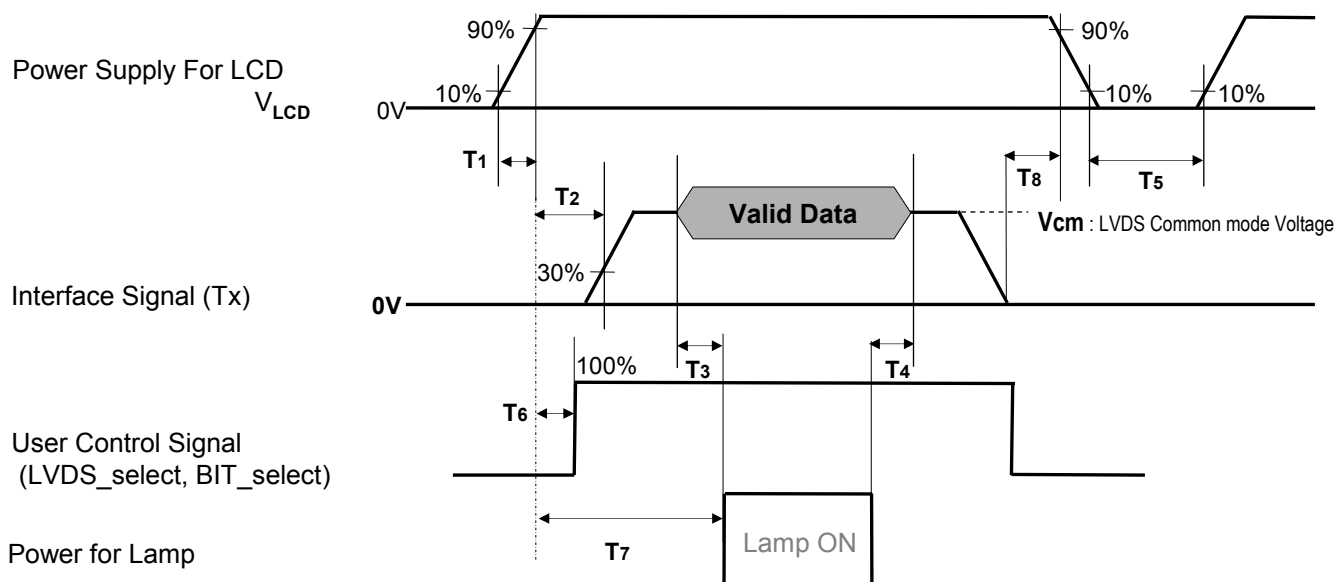 90%
90%
Power Supply For LCD
VLCD
10%
10%
10%
0V
T1
T2
T8
T5
Valid Data
Vcm : LVDS Common mode Voltage
30%
Interface Signal (Tx)
0V
T3
T4
100%
T6
User Control Signal
(LVDS_select, BIT_select)
T7
Lamp ON
Power for Lamp